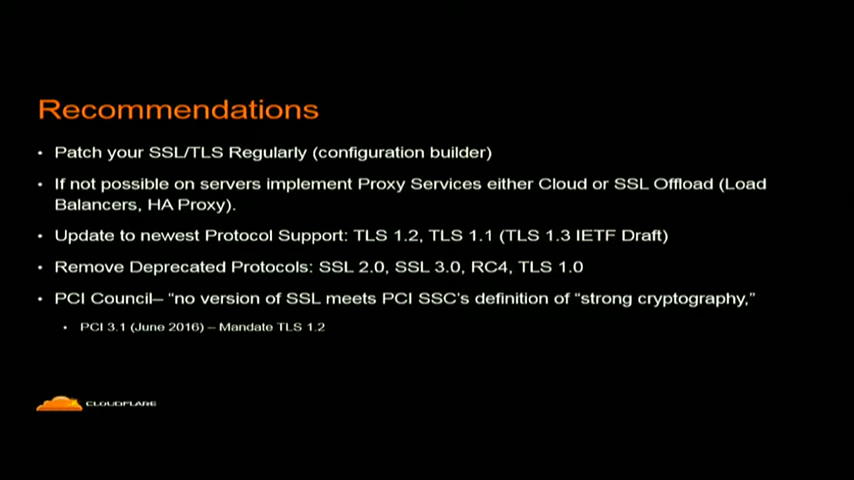 Recommendations
• Patch your SSL/TLS Regularly (configuration builder)
• If not possible on servers implement Proxy Services either Cloud or SSL Offload (Load
Balancers, HA Proxy).
• Update to newest Protocol Support: TLS 1.2, TLS 1.1 (TLS 1.3 IETF Draft)
• Remove Deprecated Protocols: SSL 2.0, SSL 3.0, RC4, TLS 1.0
• PCI Council– “no version of SSL meets PCI SSC’s definition of “strong cryptography,”
• PCI 3.1 (June 2016) – Mandate TLS 1.2
CLOUDFLARE